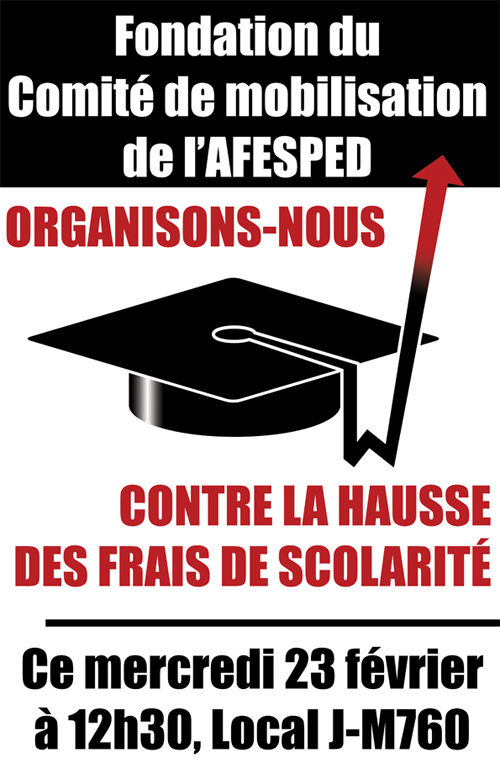 Fondation du
Comité de mobilisation
de l'AFESPED
ORGANISONS-NOUS
CONTRE LA HAUSSE
DES FRAIS DE SCOLARITÉ
Ce mercredi 23 février
à 12h30, Local J-M760